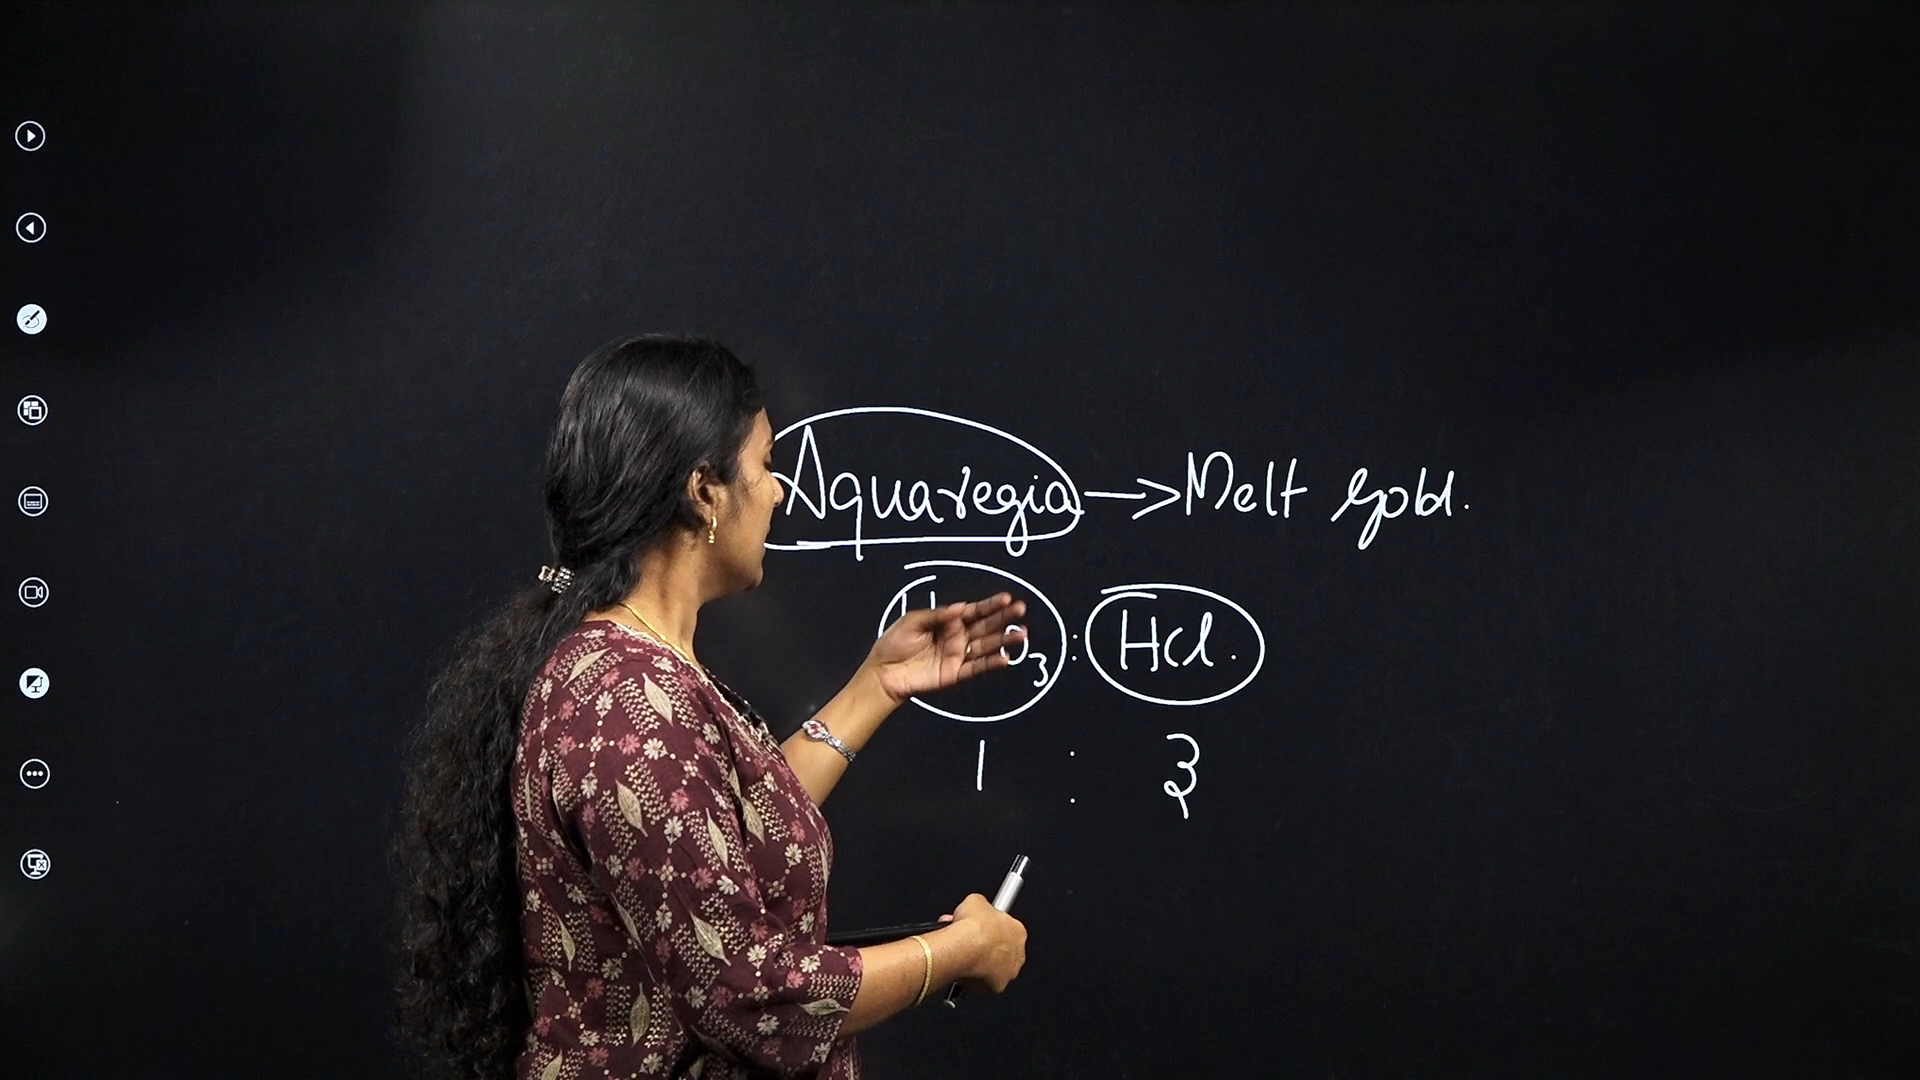 Aquaregia → Melt Gold.
H O3 : HCl.
1 : 3